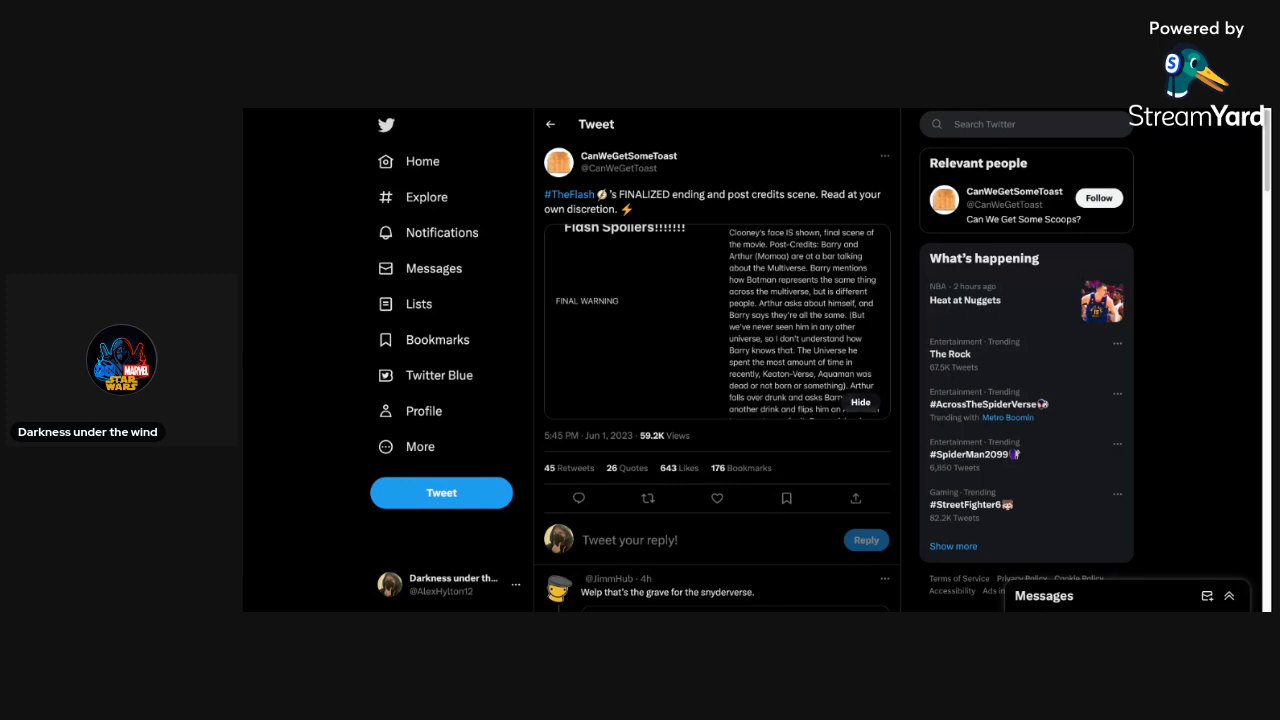 Powered by
StreamYard
MARVEL
STAR
WARS
Darkness under the wind
Home
Explore
Notifications
Messages
Lists
Bookmarks
Twitter Blue
Profile
More
Tweet
Darkness under th...
@AlexHylton12
Tweet
CanWeGetSomeToast
@CanWeGetToast
#TheFlash 's FINALIZED ending and post credits scene. Read at your
own discretion. ⚡
Flash Spoilers!!!!!!!
FINAL WARNING
Clooney's face IS shown, final scene of
the movie. Post-Credits: Barry and
Arthur (Momoa) are at a bar talking
about the Multiverse. Barry mentions
how Batman represents the same thing
across the multiverse, but is different
people. Arthur asks about himself, and
Barry says they're all the same. (But
we've never seen him in any other
universe, so I don't understand how
Barry knows that. The Universe he
spent the most amount of time in
recently, Keaton-Verse, Aquaman was
dead or not born or something). Arthur
falls over drunk and asks Barry
another drink and flips him an
Hide
5:45 PM · Jun 1, 2023 · 59.2K Views
45 Retweets 26 Quotes 643 Likes 176 Bookmarks
Tweet your reply!
Reply
@JimmHub · 4h
Welp that's the grave for the snyderverse.
Search Twitter
Relevant people
CanWeGetSomeToast
@CanWeGetToast
Follow
Can We Get Some Scoops?
What's happening
NBA · 2 hours ago
Heat at Nuggets
Entertainment · Trending
The Rock
67.5K Tweets
Entertainment · Trending
#AcrossTheSpiderVerse
Trending with Metro Boomin
Entertainment · Trending
#SpiderMan2099
6,850 Tweets
Gaming · Trending
#StreetFighter6
82.2K Tweets
Show more
Terms of Service Privacy Policy Cookie Policy
Accessibility Ads in
Messages